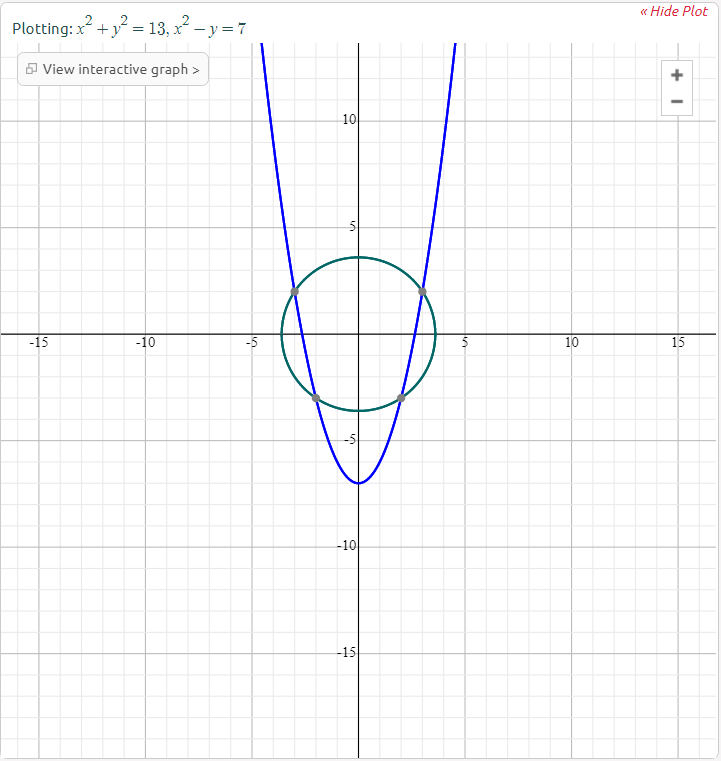 « Hide Plot
Plotting: x² + y² = 13, x² − y = 7
View interactive graph >
+
−
10
5
-15 -10 -5 5 10 15
-5
-10
-15